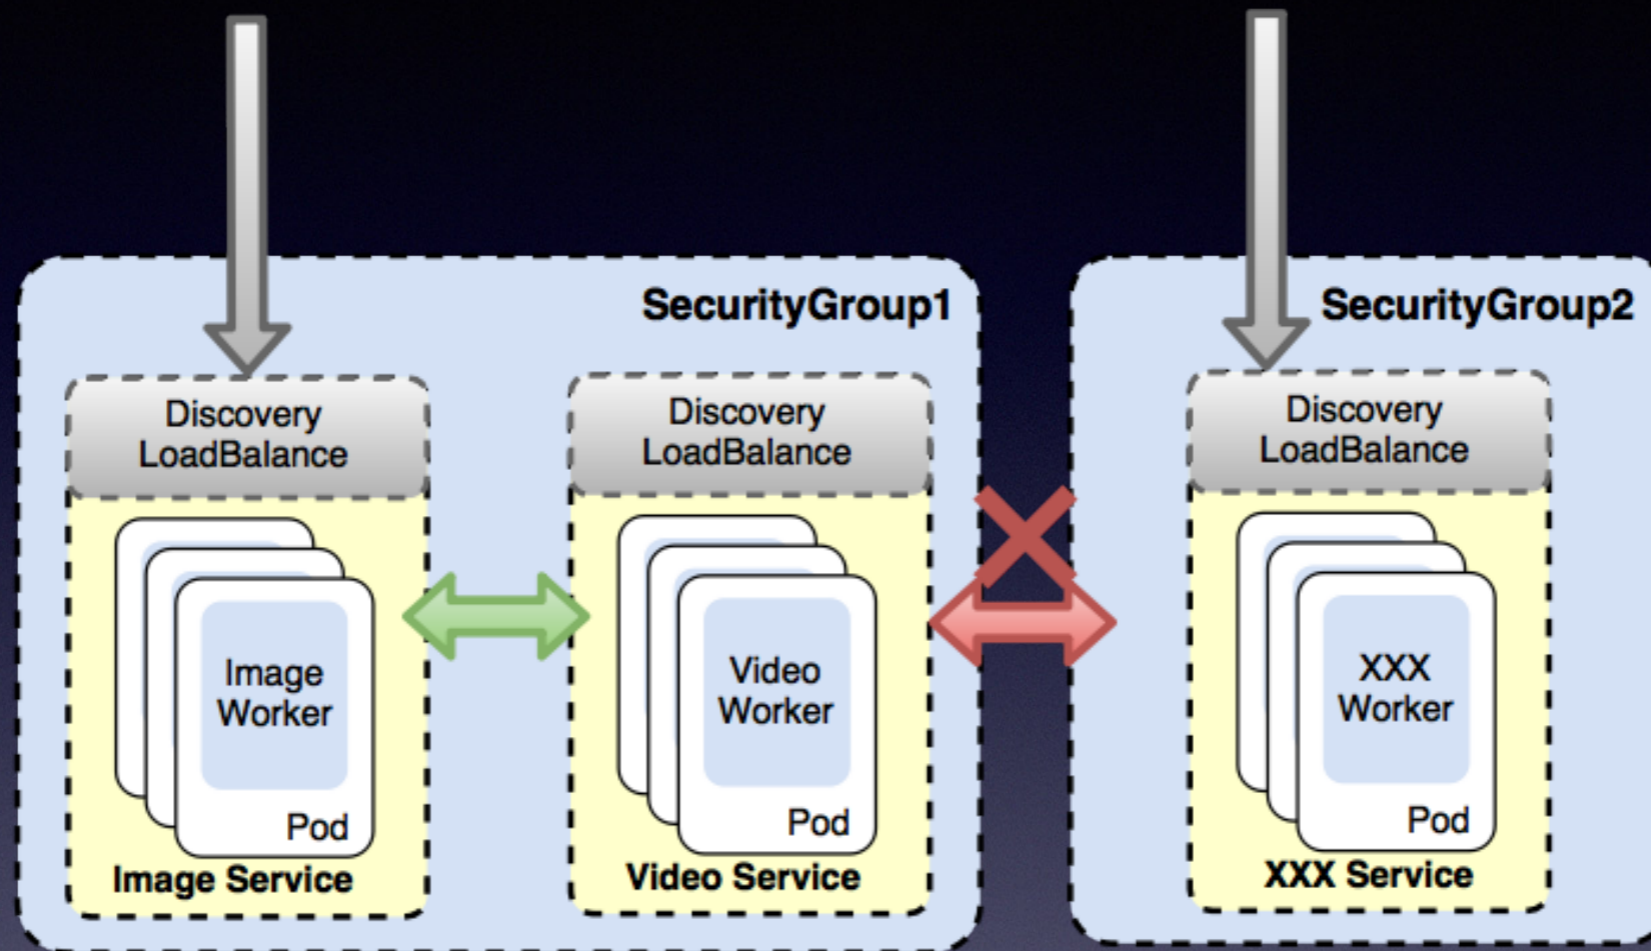 SecurityGroup1
Discovery
LoadBalance
Image
Worker
Pod
Image Service
Discovery
LoadBalance
Video
Worker
Pod
Video Service
SecurityGroup2
Discovery
LoadBalance
XXX
Worker
Pod
XXX Service